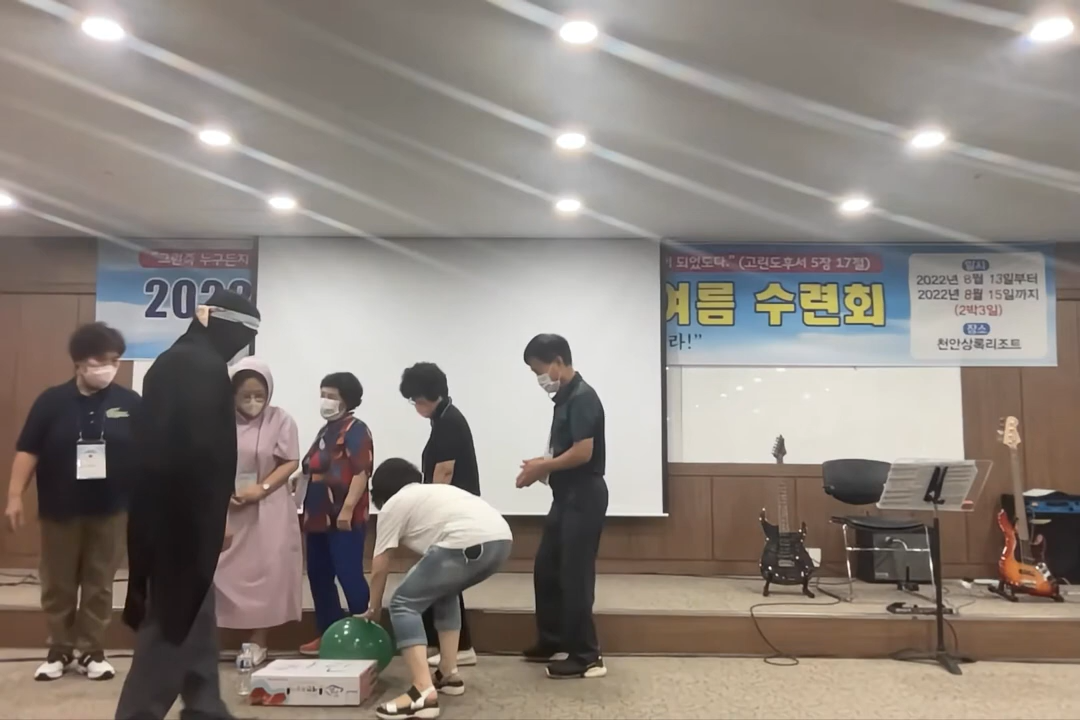 "그런즉 누구든지
되었도다." (고린도후서 5장 17절)
202
여름 수련회
라!"
일시
2022년 8월 13일부터
2022년 8월 15일까지
(2박3일)
장소
천안상록리조트